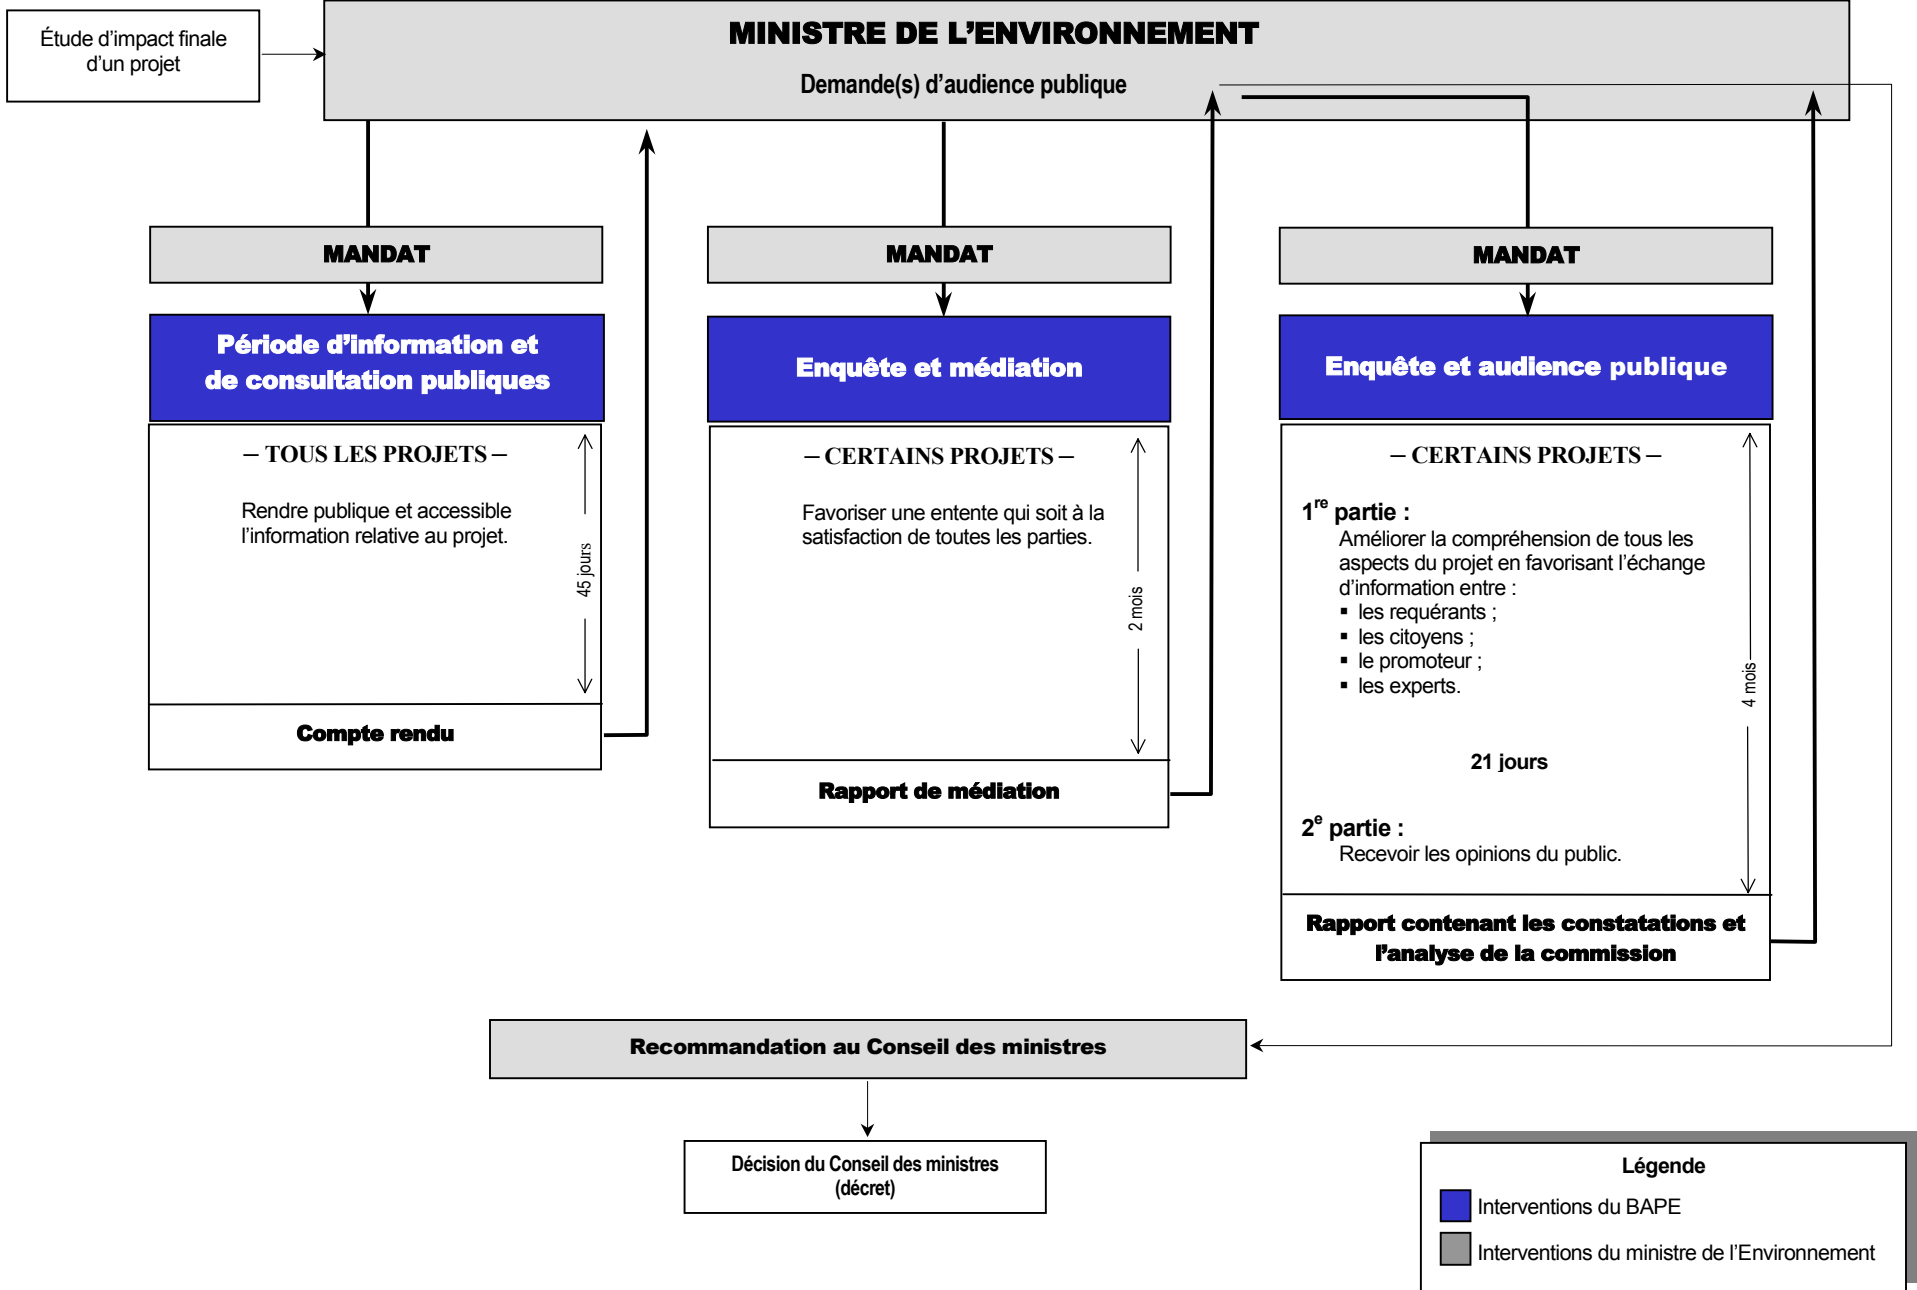 Étude d’impact finale
d’un projet
MINISTRE DE L’ENVIRONNEMENT
Demande(s) d’audience publique
MANDAT
Période d’information et
de consultation publiques
– TOUS LES PROJETS –
Rendre publique et accessible
l’information relative au projet.
45 jours
Compte rendu
MANDAT
Enquête et médiation
– CERTAINS PROJETS –
Favoriser une entente qui soit à la
satisfaction de toutes les parties.
2 mois
Rapport de médiation
MANDAT
Enquête et audience publique
– CERTAINS PROJETS –
1re partie :
Améliorer la compréhension de tous les
aspects du projet en favorisant l’échange
d’information entre :
▪ les requérants ;
▪ les citoyens ;
▪ le promoteur ;
▪ les experts.
21 jours
2e partie :
Recevoir les opinions du public.
4 mois
Rapport contenant les constatations et
l’analyse de la commission
Recommandation au Conseil des ministres
Décision du Conseil des ministres
(décret)
Légende
Interventions du BAPE
Interventions du ministre de l’Environnement